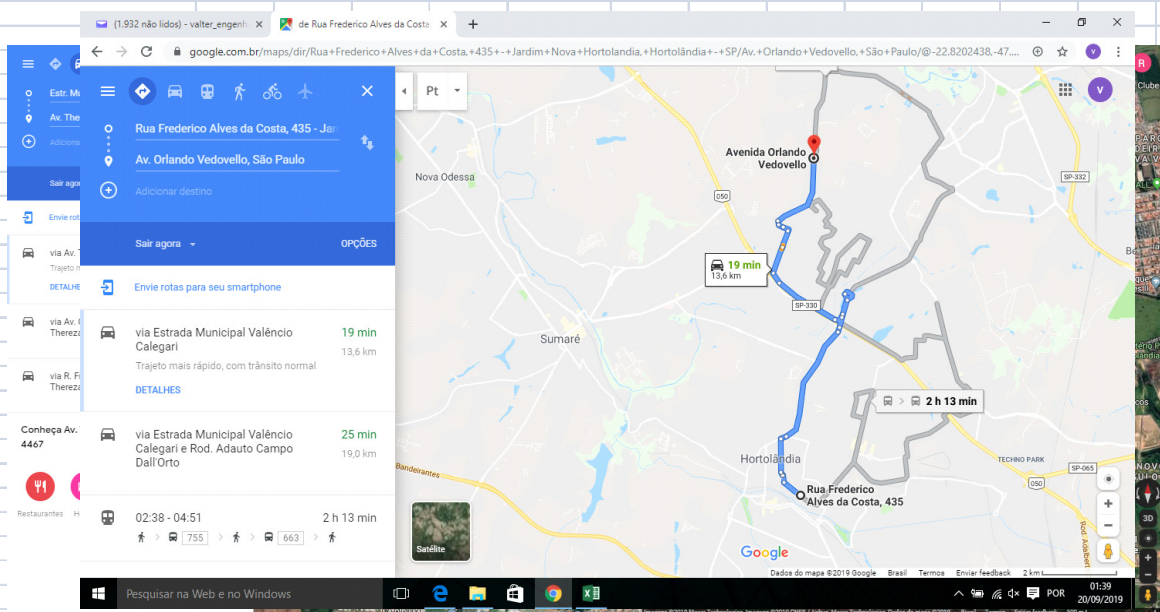 (1.932 não lidos) - valter_engenh
de Rua Frederico Alves da Costa,
google.com.br/maps/dir/Rua+Frederico+Alves+da+Costa,+435+-+Jardim+Nova+Hortolandia,+Hortolândia+-+SP/Av.+Orlando+Vedovello,+São+Paulo/@-22.8202438,-47....
V
Estr. Mu
Av. The
Adiciona
Sair ago
Envie rot
via Av.
Trajeto
DETALHE
via Av.
Thereza
via R. F
Thereza
Conheça Av.
4467
Restaurantes
Rua Frederico Alves da Costa, 435 - Jar
Av. Orlando Vedovello, São Paulo
Adicionar destino
Sair agora
OPÇÕES
Envie rotas para seu smartphone
via Estrada Municipal Valêncio
Calegari
19 min
13,6 km
Trajeto mais rápido, com trânsito normal
DETALHES
via Estrada Municipal Valêncio
Calegari e Rod. Adauto Campo
Dall'Orto
25 min
19,0 km
02:38 - 04:51
2 h 13 min
755
663
Pt
V
Nova Odessa
Avenida Orlando
Vedovello
SP-332
050
19 min
13,6 km
SP-330
Sumaré
2 h 13 min
Hortolândia
TECHNO PARK
SP-065
050
Bandeirantes
Rua Frederico
Alves da Costa, 435
Rod. Adalbert
Satélite
Google
Dados do mapa ©2019 Google Brasil Termos Enviar feedback 2 km
R
Clube
3D
Pesquisar na Web e no Windows
POR
01:39
20/09/2019